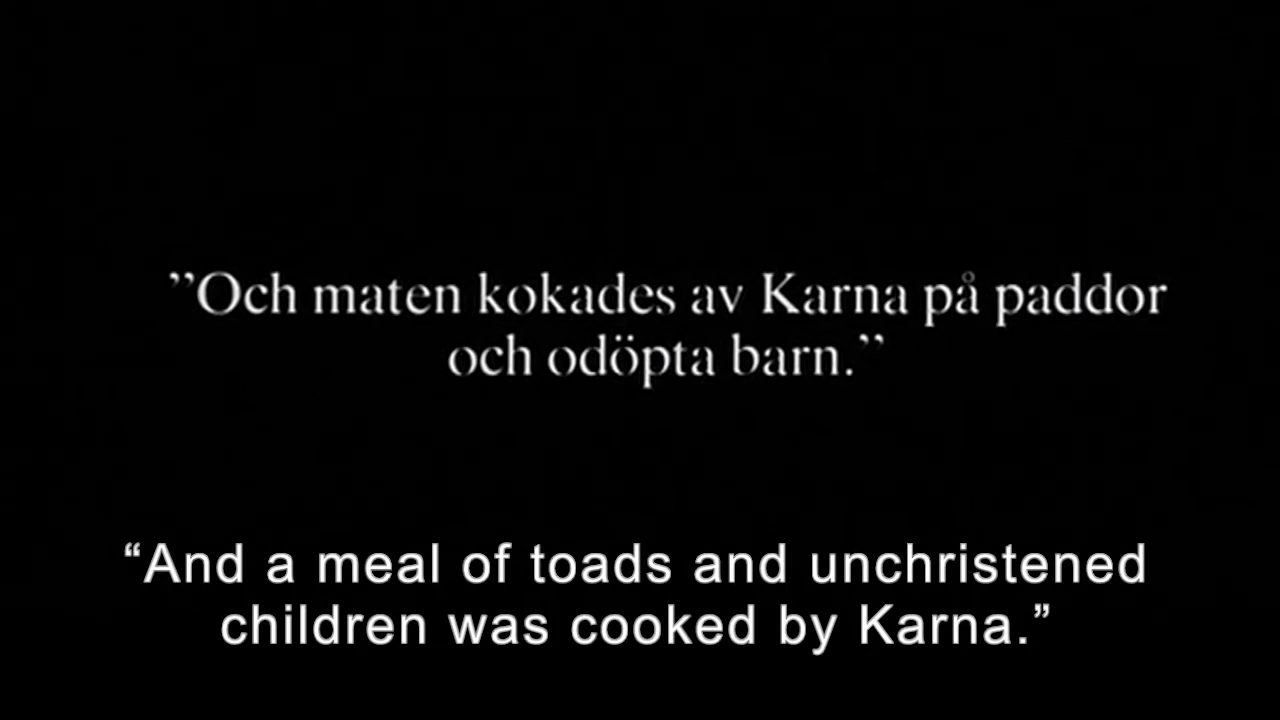 ”Och maten kokades av Karna på paddor
och odöpta barn.”
“And a meal of toads and unchristened
children was cooked by Karna.”